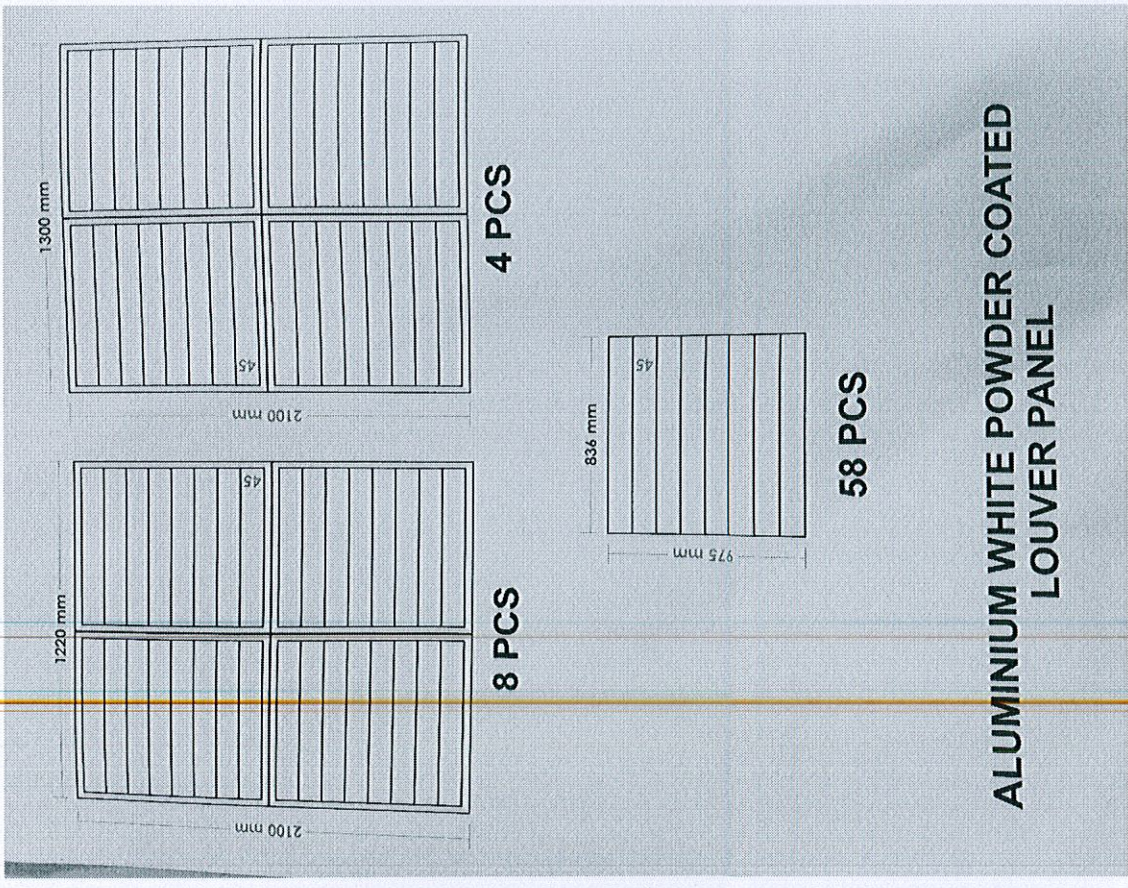 1220 mm
2100 mm
45
8 PCS
1300 mm
2100 mm
45
4 PCS
836 mm
975 mm
45
58 PCS
ALUMINIUM WHITE POWDER COATED
LOUVER PANEL